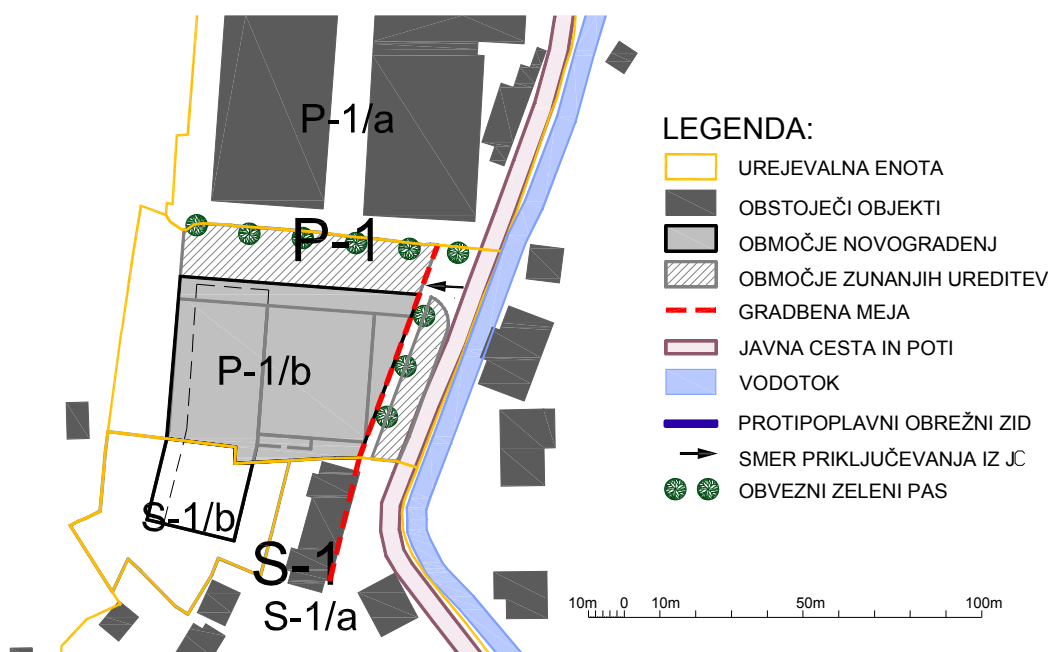 P-1/a
P-1
P-1/b
S-1/b
S-1
S-1/a
LEGENDA:
UREJEVALNA ENOTA
OBSTOJEČI OBJEKTI
OBMOČJE NOVOGRADENJ
OBMOČJE ZUNANJIH UREDITEV
GRADBENA MEJA
JAVNA CESTA IN POTI
VODOTOK
PROTIPOPLAVNI OBREŽNI ZID
SMER PRIKLJUČEVANJA IZ JC
OBVEZNI ZELENI PAS
10m 0 10m 50m 100m